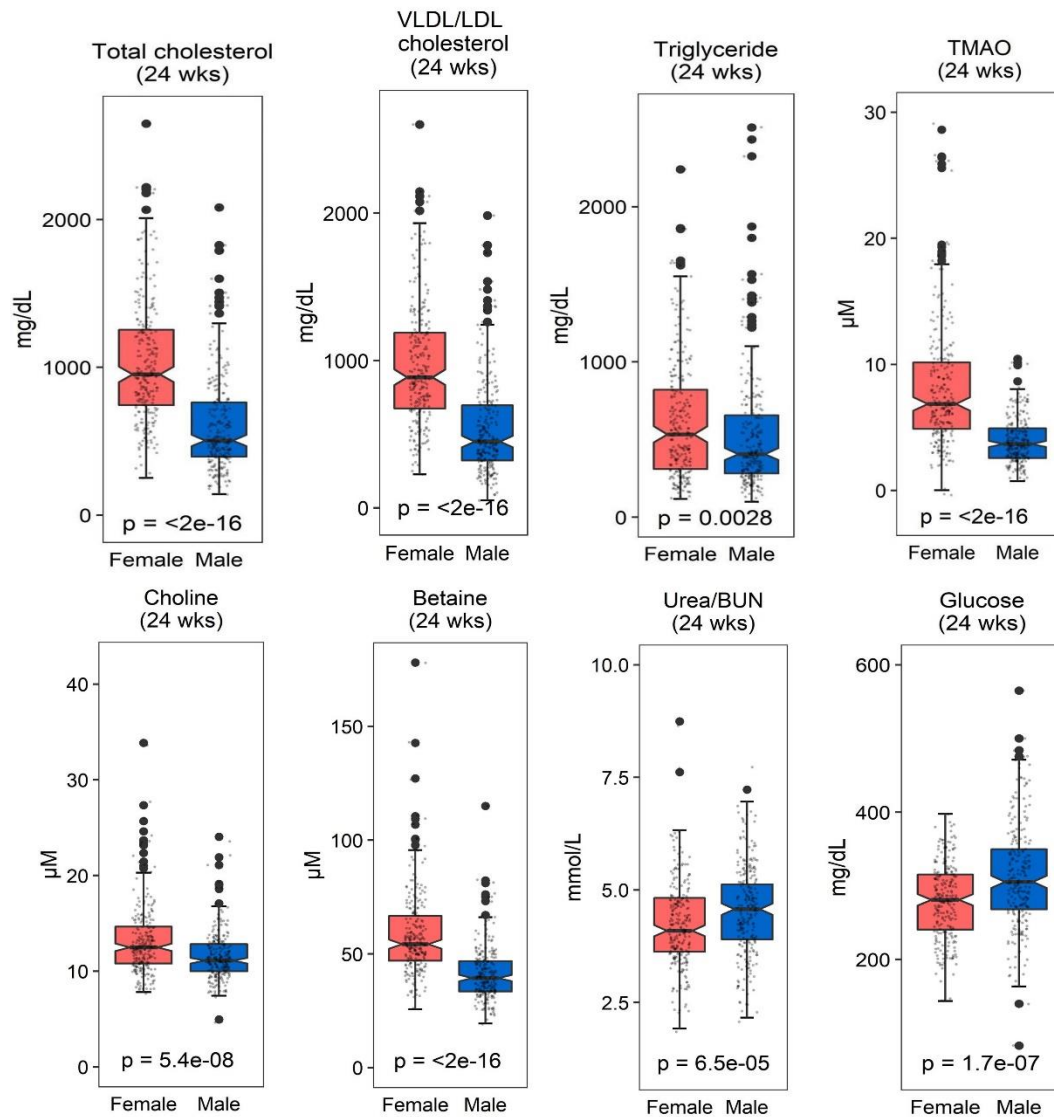 Total cholesterol
(24 wks)
mg/dL
2000
1000
0
p = <2e-16
Female Male
VLDL/LDL
cholesterol
(24 wks)
mg/dL
2000
1000
0
p = <2e-16
Female Male
Triglyceride
(24 wks)
mg/dL
2000
1000
0
p = 0.0028
Female Male
TMAO
(24 wks)
µM
30
20
10
0
p = <2e-16
Female Male
Choline
(24 wks)
µM
40
30
20
10
0
p = 5.4e-08
Female Male
Betaine
(24 wks)
µM
150
100
50
0
p = <2e-16
Female Male
Urea/BUN
(24 wks)
mmol/L
10.0
7.5
5.0
2.5
p = 6.5e-05
Female Male
Glucose
(24 wks)
mg/dL
600
400
200
p = 1.7e-07
Female Male